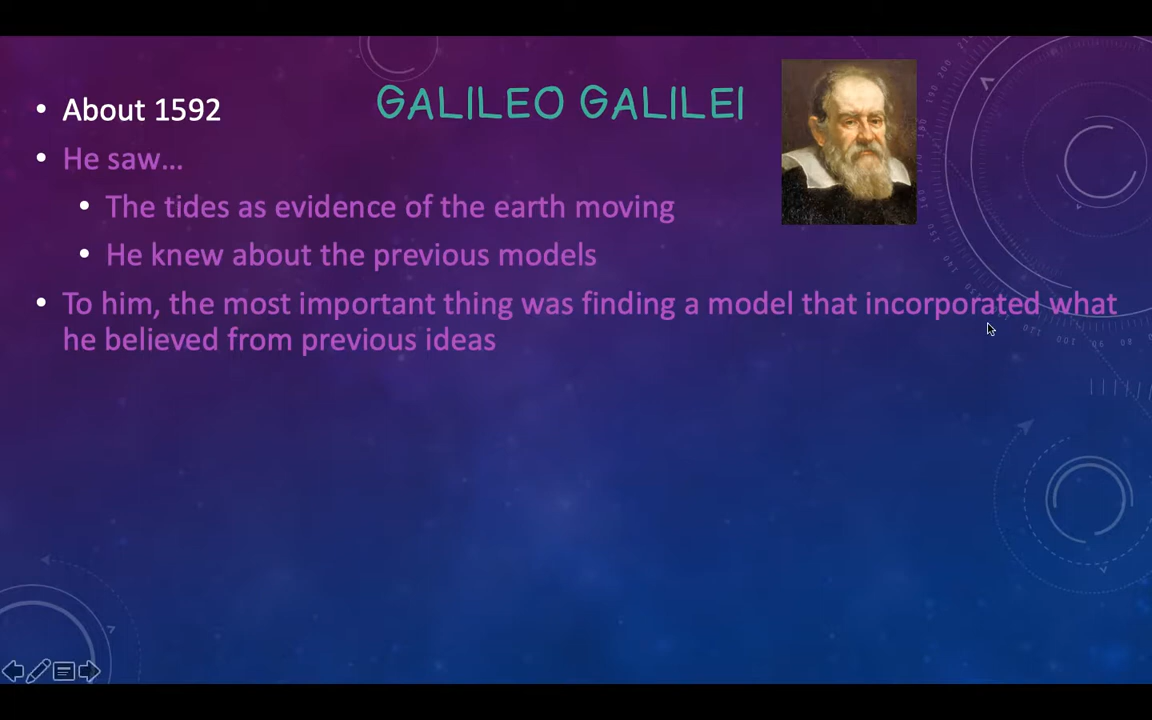 GALILEO GALILEI
• About 1592
• He saw...
• The tides as evidence of the earth moving
• He knew about the previous models
• To him, the most important thing was finding a model that incorporated what
he believed from previous ideas